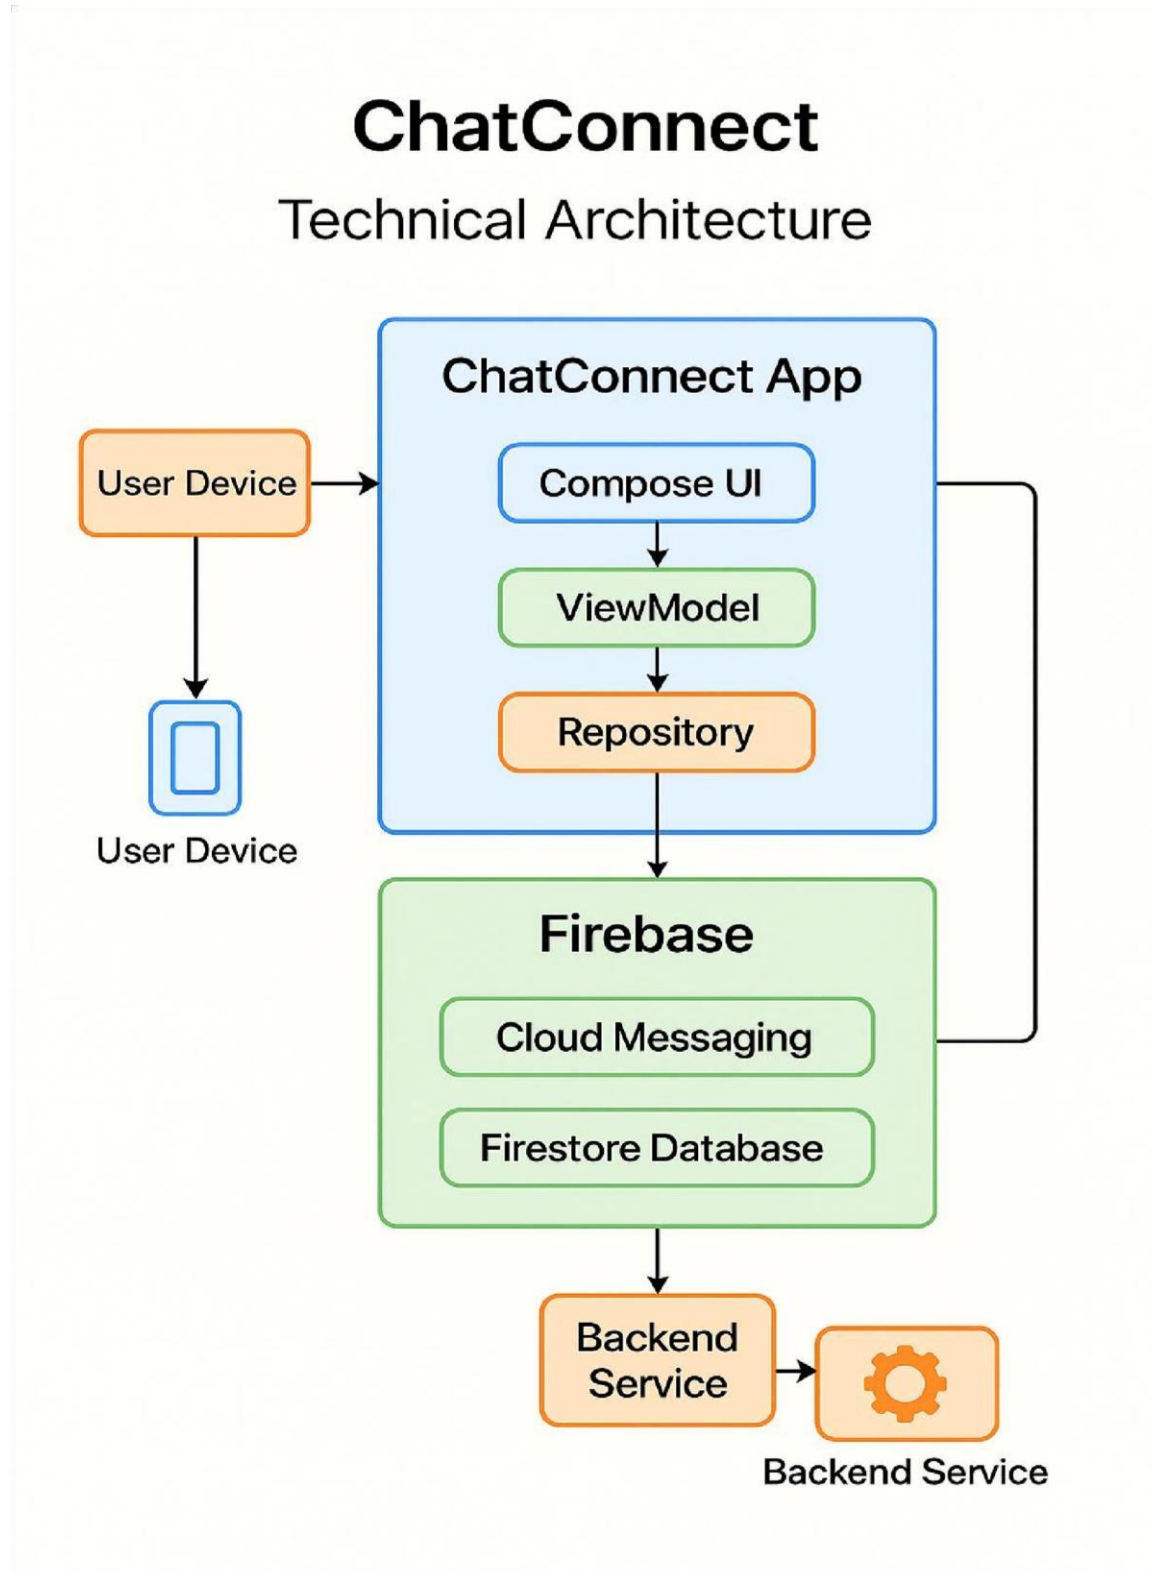 ChatConnect
Technical Architecture
ChatConnect App
User Device
Compose UI
ViewModel
Repository
User Device
Firebase
Cloud Messaging
Firestore Database
Backend
Service
Backend Service